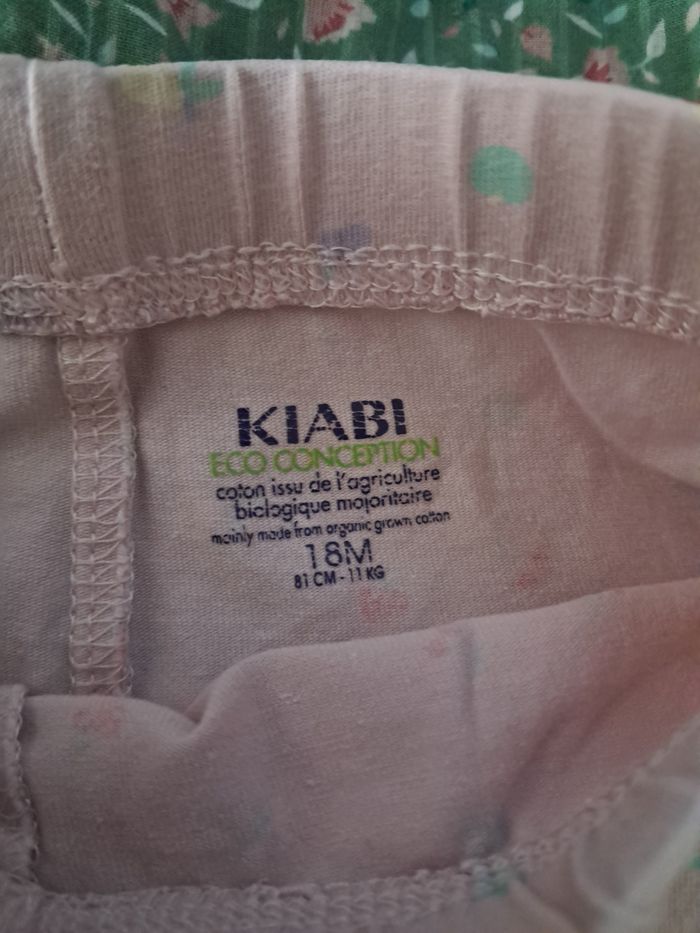 KIABI
ECO CONCEPTION
coton issu de l'agriculture
biologique majoritaire
mainly made from organic grown cotton
18M
81 CM - 11 KG